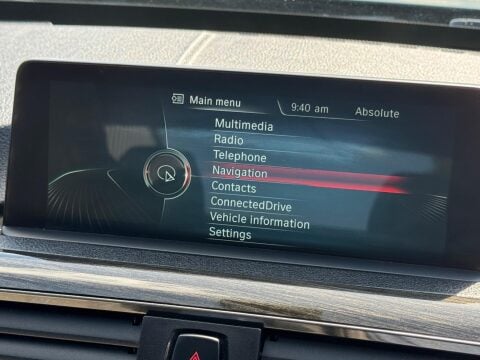 Main menu
9:40 am
Absolute
Multimedia
Radio
Telephone
Navigation
Contacts
ConnectedDrive
Vehicle information
Settings